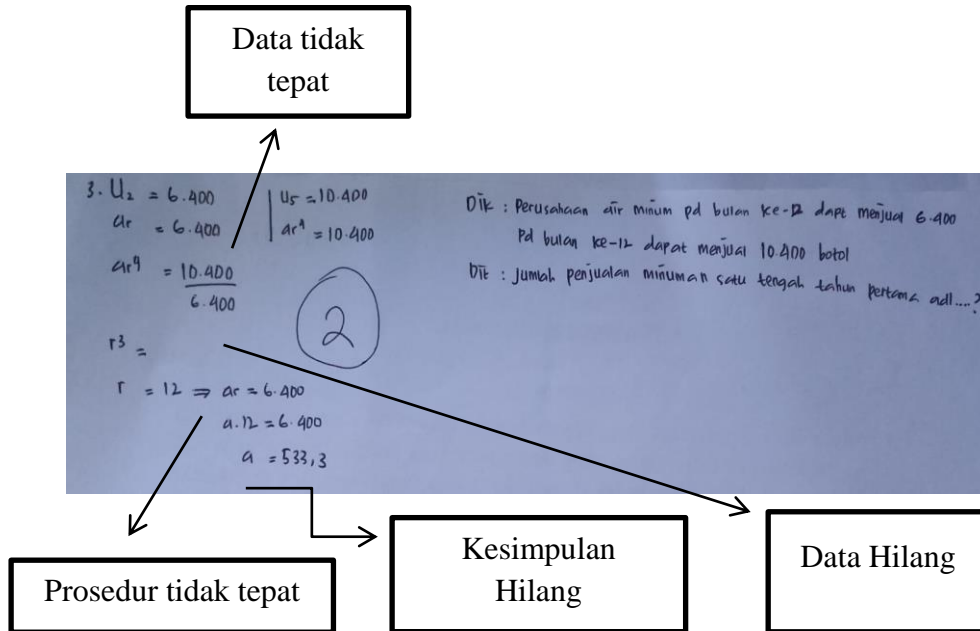 Data tidak
tepat
3. U2 = 6.400
ar = 6.400
ar4 = 10.400
6.400
r3 =
r = 12 ⇒ ar = 6.400
a.12 = 6.400
a = 533,3
U5 = 10.400
ar4 = 10.400
2
Dik : Perusahaan air minum pd bulan ke-12 dapt menjual 6.400
Pd bulan ke-12 dapat menjual 10.400 botol
Dit : Jumlah penjualan minuman satu tengah tahun pertama adl....?
Prosedur tidak tepat
Kesimpulan
Hilang
Data Hilang